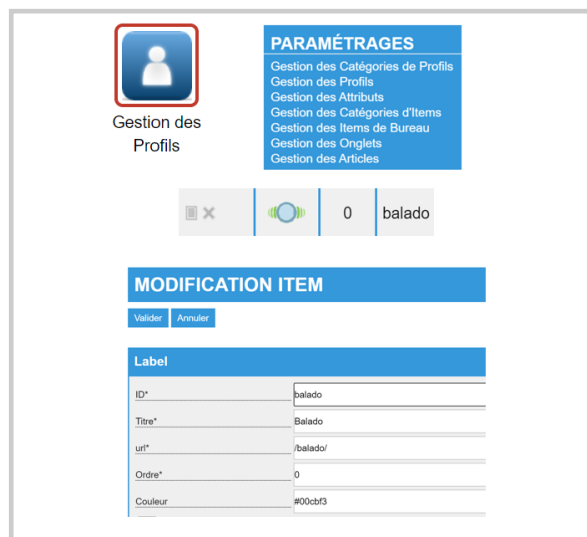 Gestion des
Profils
PARAMÉTRAGES
Gestion des Catégories de Profils
Gestion des Profils
Gestion des Attributs
Gestion des Catégories d'Items
Gestion des Items de Bureau
Gestion des Onglets
Gestion des Articles
0 balado
MODIFICATION ITEM
Valider Annuler
Label
ID* balado
Titre* Balado
url* /balado/
Ordre* 0
Couleur #00cbf3